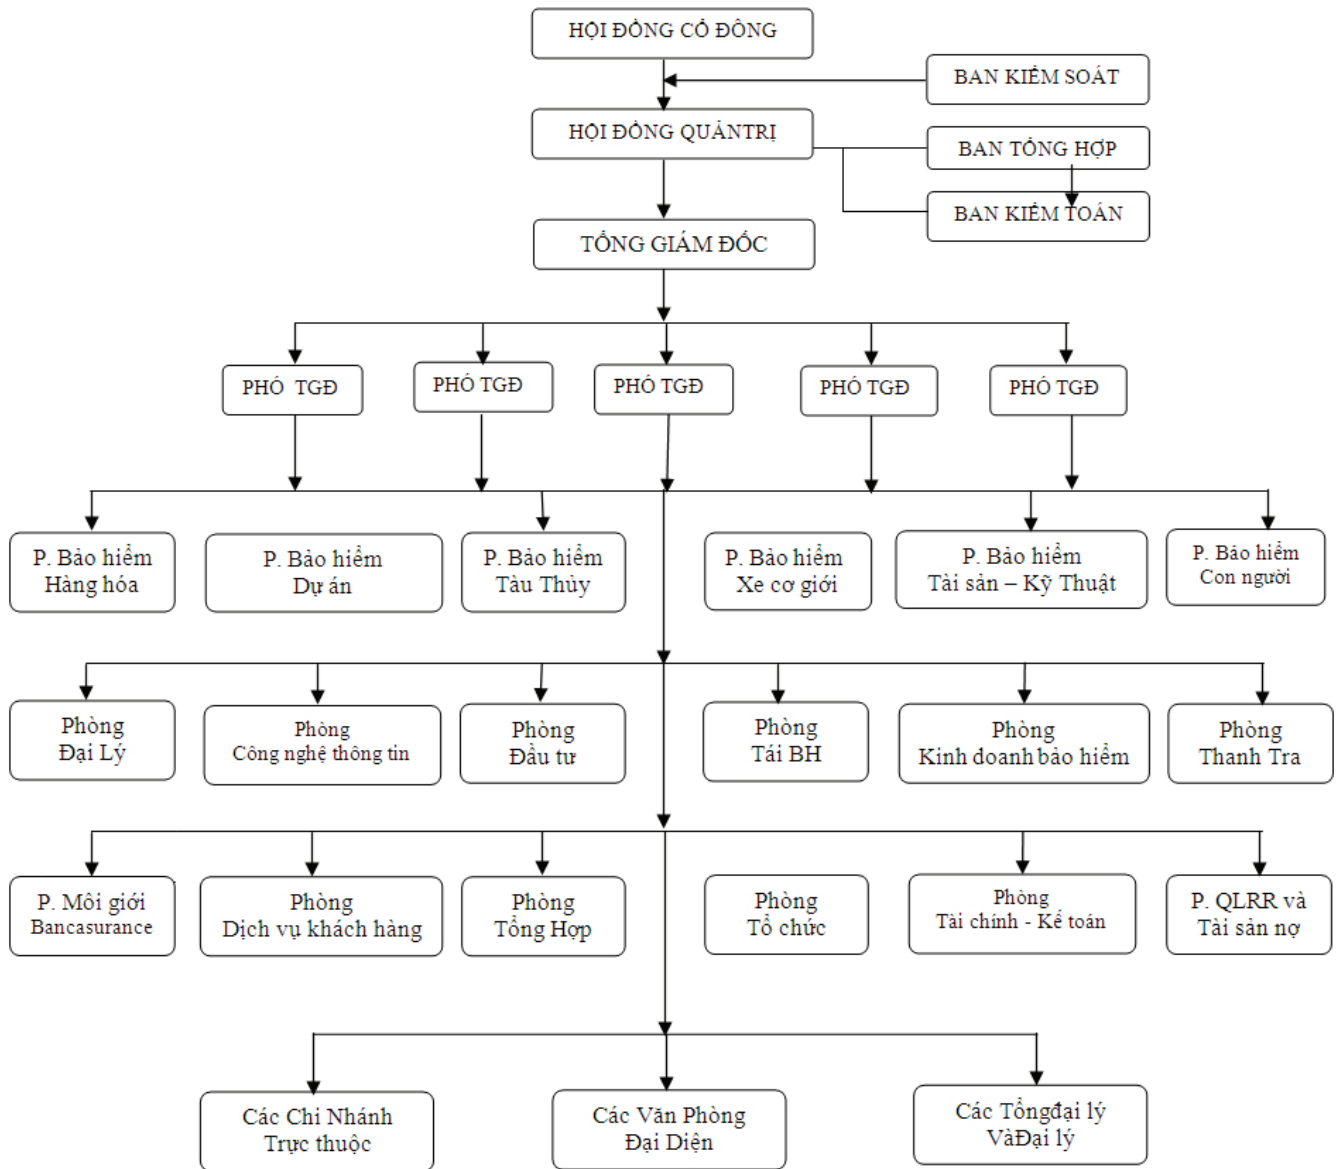 HỘI ĐỒNG CỔ ĐÔNG
BAN KIỂM SOÁT
HỘI ĐỒNG QUẢNTRỊ
BAN TỔNG HỢP
BAN KIỂM TOÁN
TỔNG GIÁM ĐỐC
PHÓ TGĐ
PHÓ TGĐ
PHÓ TGĐ
PHÓ TGĐ
PHÓ TGĐ
P. Bảo hiểm
Hàng hóa
P. Bảo hiểm
Dự án
P. Bảo hiểm
Tàu Thủy
P. Bảo hiểm
Xe cơ giới
P. Bảo hiểm
Tài sản – Kỹ Thuật
P. Bảo hiểm
Con người
Phòng
Đại Lý
Phòng
Công nghệ thông tin
Phòng
Đầu tư
Phòng
Tái BH
Phòng
Kinh doanh bảo hiểm
Phòng
Thanh Tra
P. Môi giới
Bancasurance
Phòng
Dịch vụ khách hàng
Phòng
Tổng Hợp
Phòng
Tổ chức
Phòng
Tài chính - Kế toán
P. QLRR và
Tài sản nợ
Các Chi Nhánh
Trực thuộc
Các Văn Phòng
Đại Diện
Các Tổngđại lý
VàĐại lý